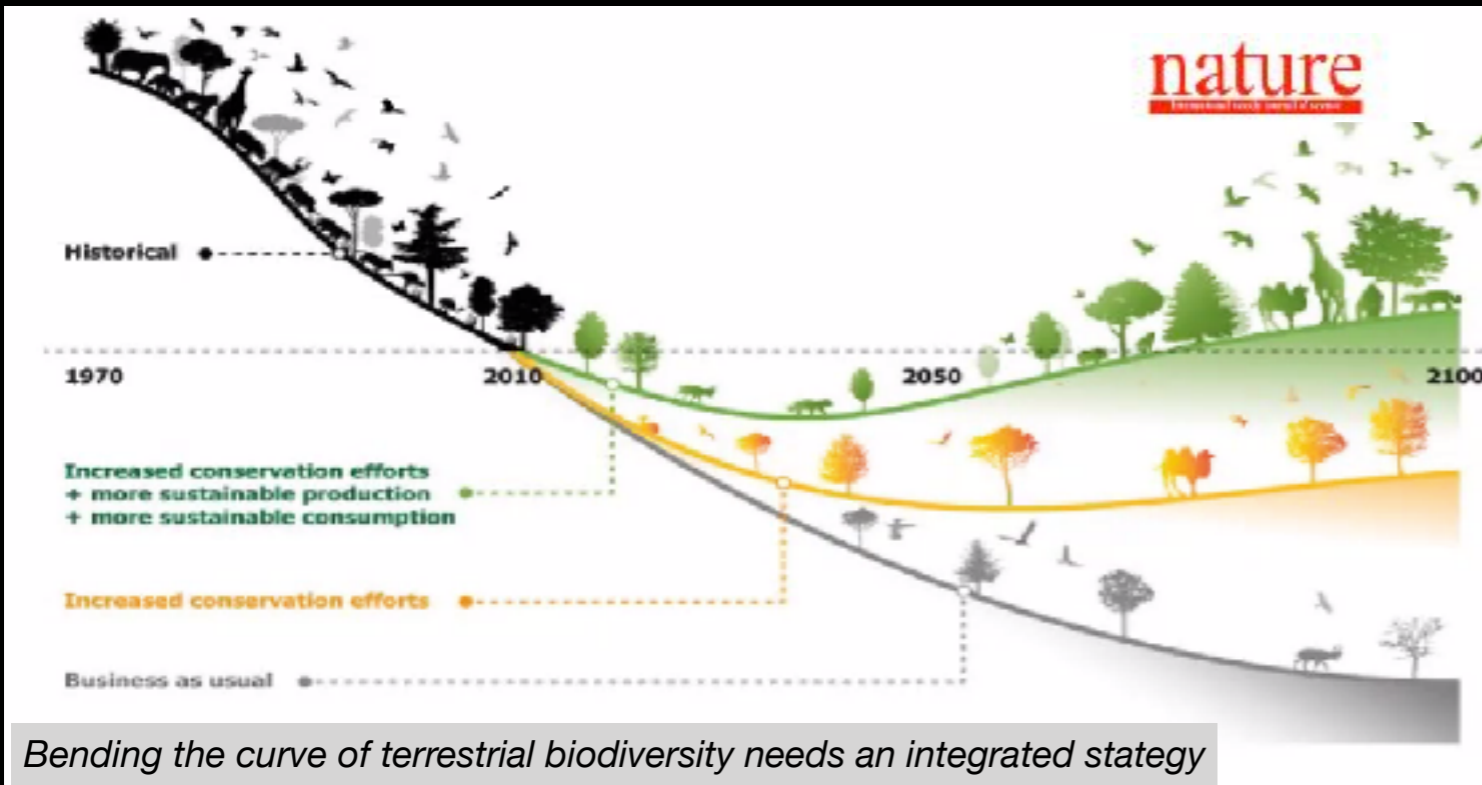 nature
Historical
1970 2010 2050 2100
Increased conservation efforts
+ more sustainable production
+ more sustainable consumption
Increased conservation efforts
Business as usual
Bending the curve of terrestrial biodiversity needs an integrated stategy